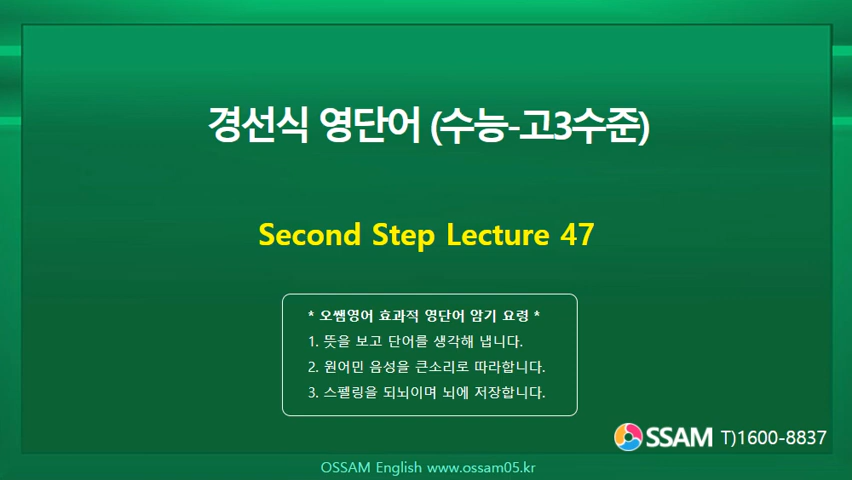 경선식 영단어 (수능-고3수준)
Second Step Lecture 47
* 오쌤영어 효과적 영단어 암기 요령 *
1. 뜻을 보고 단어를 생각해 냅니다.
2. 원어민 음성을 큰소리로 따라합니다.
3. 스펠링을 되뇌이며 뇌에 저장합니다.
OSSAM T)1600-8837
OSSAM English www.ossam05.kr